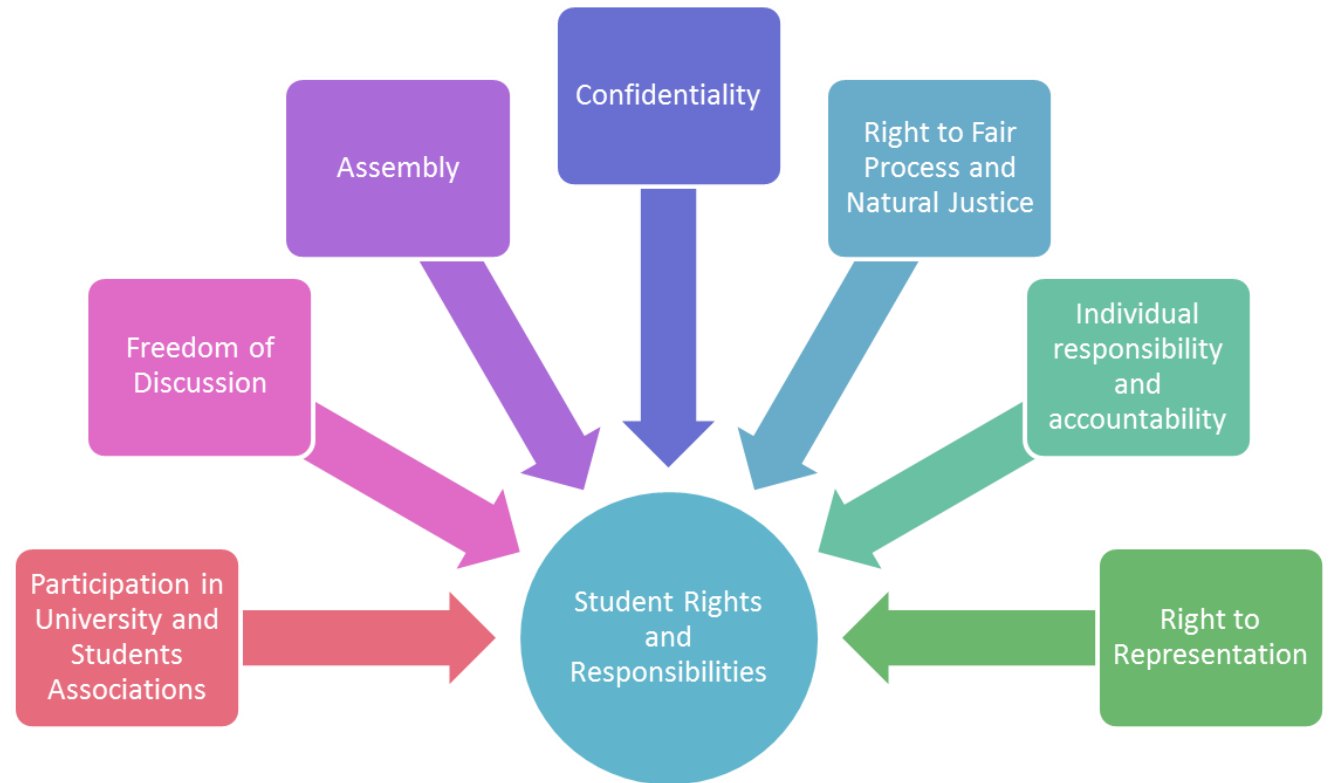 Confidentiality
Assembly
Right to Fair
Process and
Natural Justice
Freedom of
Discussion
Individual
responsibility
and
accountability
Participation in
University and
Students
Associations
Student Rights
and
Responsibilities
Right to
Representation